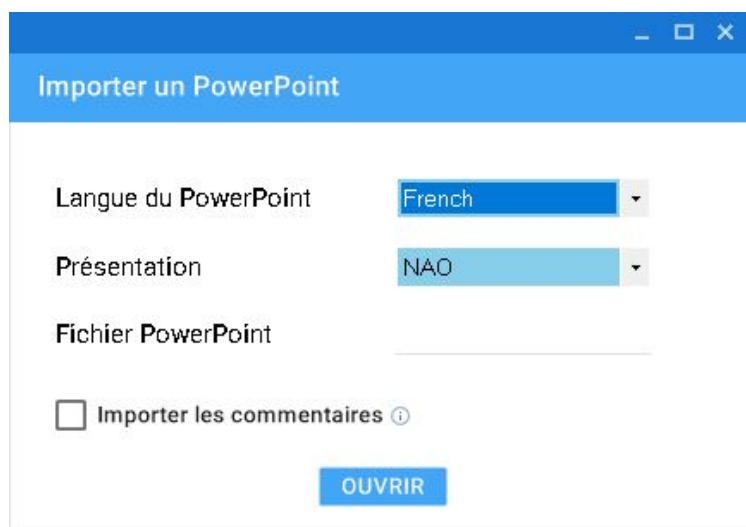 Importer un PowerPoint
Langue du PowerPoint French
Présentation NAO
Fichier PowerPoint
Importer les commentaires
OUVRIR